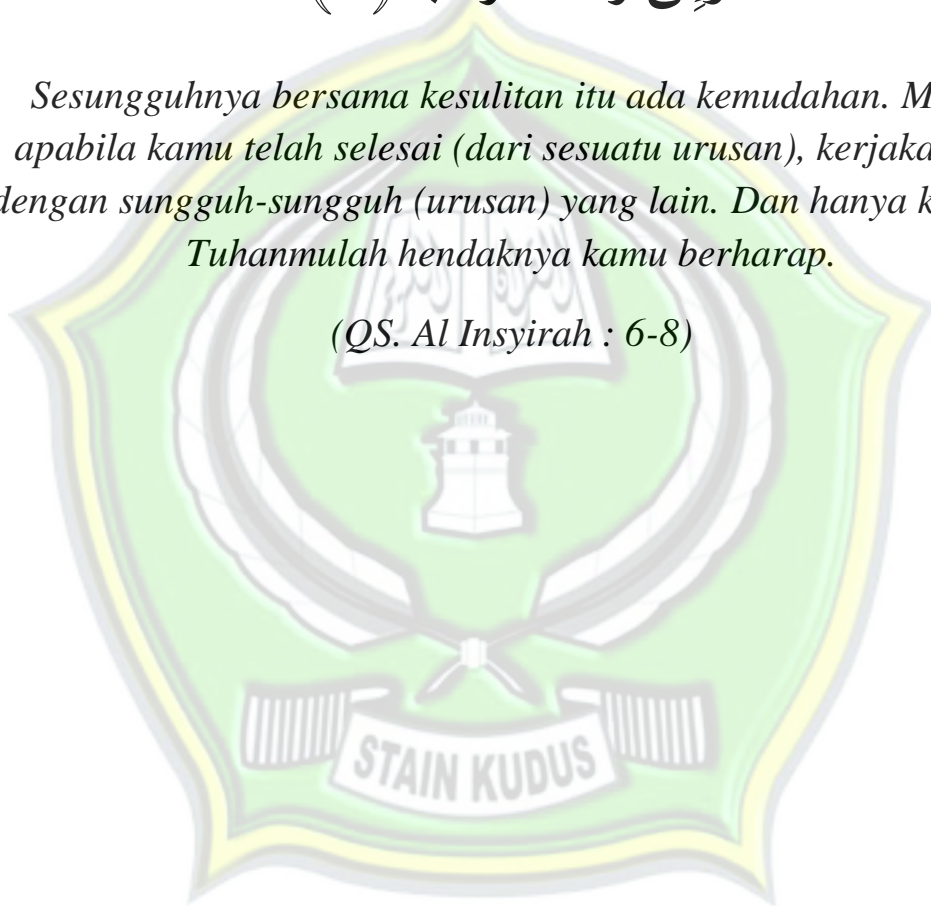 Sesungguhnya bersama kesulitan itu ada kemudahan. M
apabila kamu telah selesai (dari sesuatu urusan), kerjaka
dengan sungguh-sungguh (urusan) yang lain. Dan hanya k
Tuhanmulah hendaknya kamu berharap.
(QS. Al Insyirah : 6-8)
STAIN KUDUS